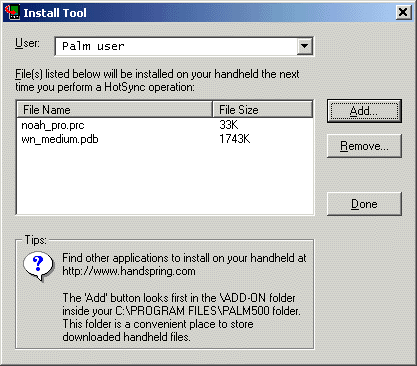 Install Tool
User: Palm user
File(s) listed below will be installed on your handheld the next
time you perform a HotSync operation:
File Name File Size
noah_pro.prc 33K
wn_medium.pdb 1743K
Add...
Remove...
Done
Tips:
Find other applications to install on your handheld at
http://www.handspring.com
The 'Add' button looks first in the \ADD-ON folder
inside your C:\PROGRAM FILES\PALM500 folder.
This folder is a convenient place to store
downloaded handheld files.